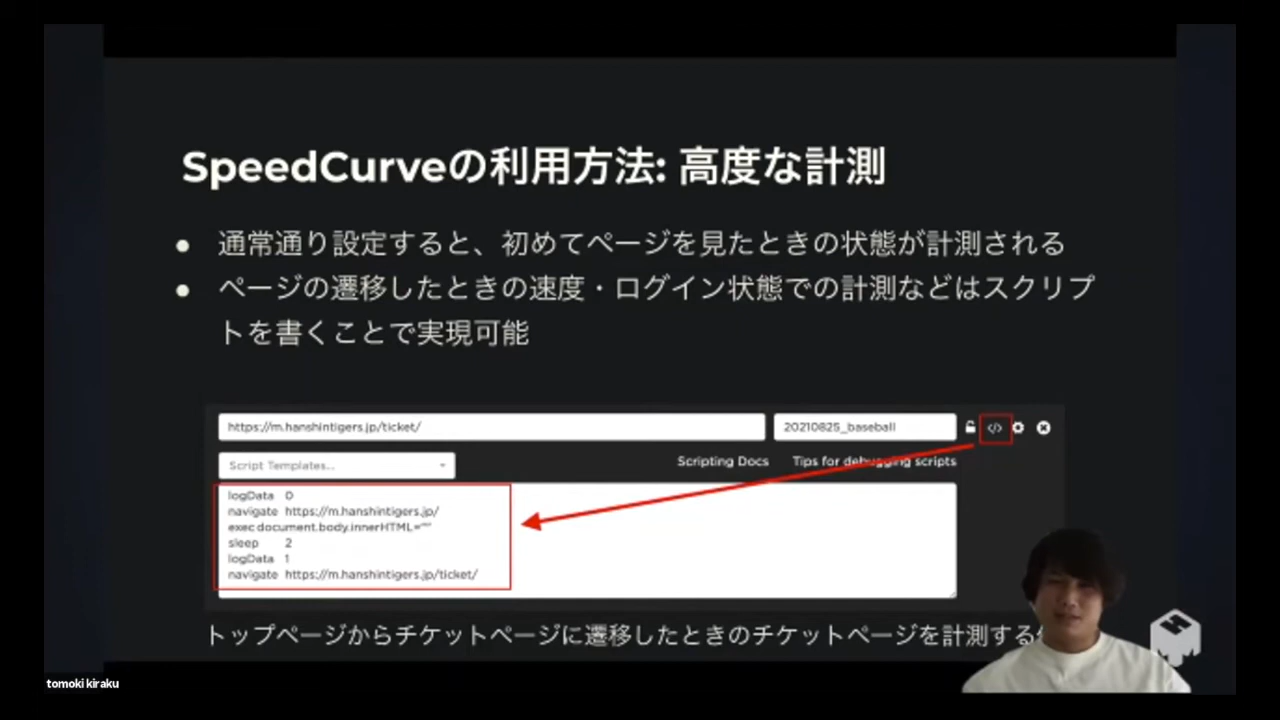 SpeedCurveの利用方法: 高度な計測
● 通常通り設定すると、初めてページを見たときの状態が計測される
● ページの遷移したときの速度・ログイン状態での計測などはスクリプ
トを書くことで実現可能
https://m.hanshintigers.jp/ticket/ 20210825_baseball </>
Script Templates... Scripting Docs Tips for debugging scripts
logData 0
navigate https://m.hanshintigers.jp/
exec document.body.innerHTML=""
sleep 2
logData 1
navigate https://m.hanshintigers.jp/ticket/
トップページからチケットページに遷移したときのチケットページを計測する
tomoki kiraku